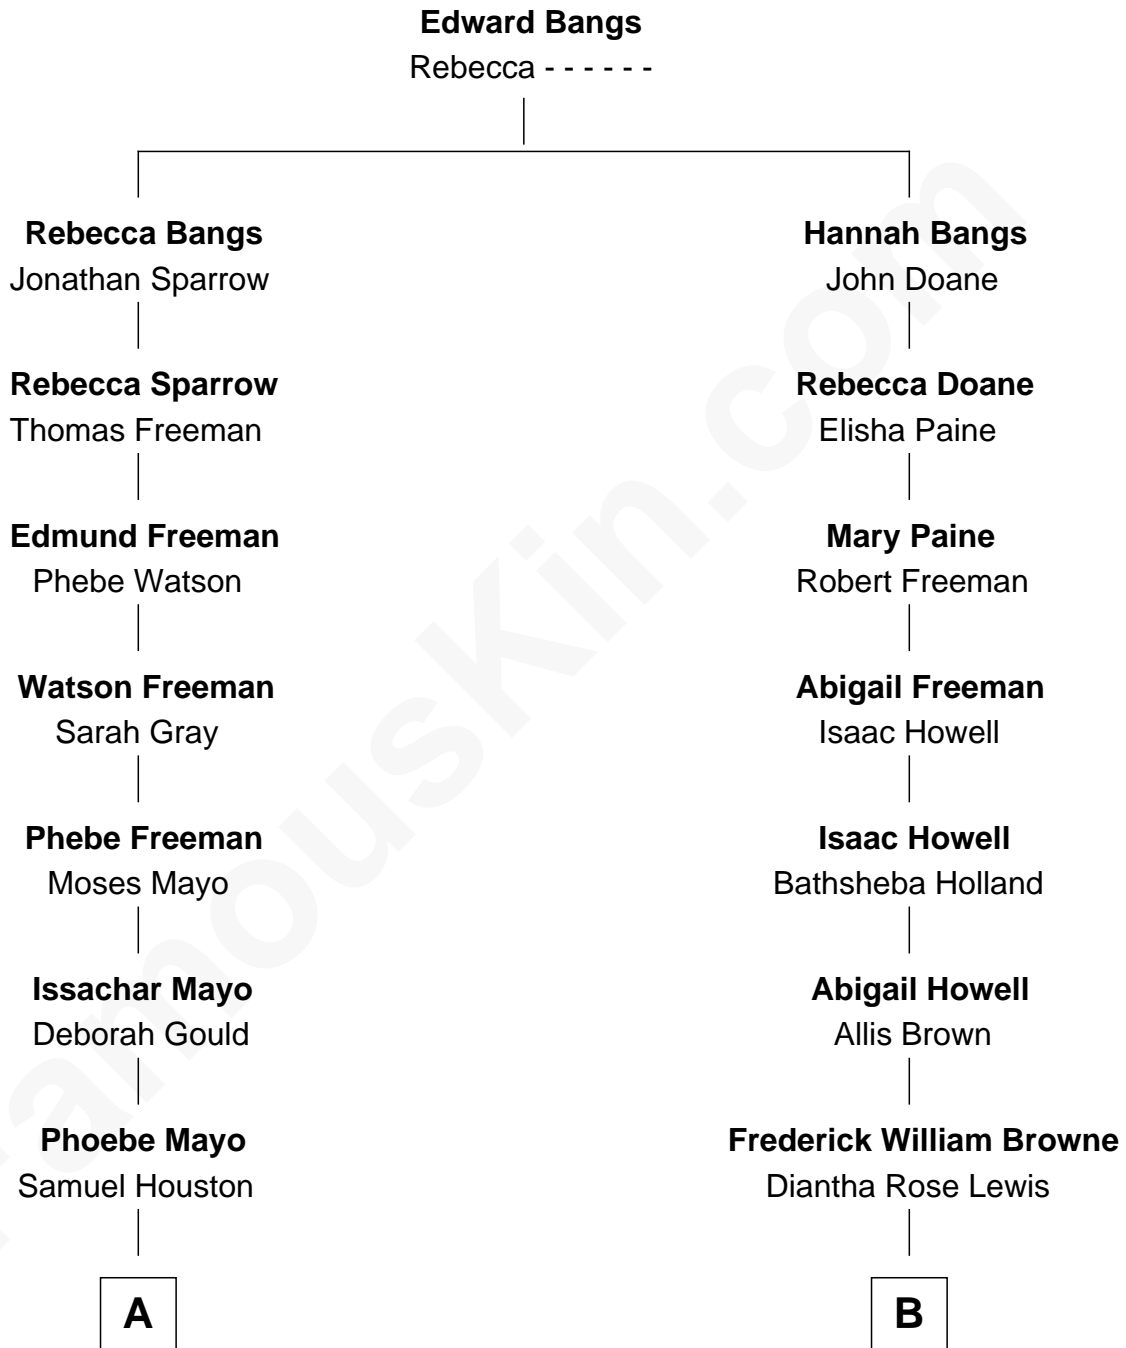 Edward Bangs
Rebecca - - - - - -
Rebecca Bangs
Jonathan Sparrow
Hannah Bangs
John Doane
Rebecca Sparrow
Thomas Freeman
Rebecca Doane
Elisha Paine
Edmund Freeman
Phebe Watson
Mary Paine
Robert Freeman
Watson Freeman
Sarah Gray
Abigail Freeman
Isaac Howell
Phebe Freeman
Moses Mayo
Isaac Howell
Bathsheba Holland
Issachar Mayo
Deborah Gould
Abigail Howell
Allis Brown
Phoebe Mayo
Samuel Houston
Frederick William Browne
Diantha Rose Lewis
A
B
FamousKin.com